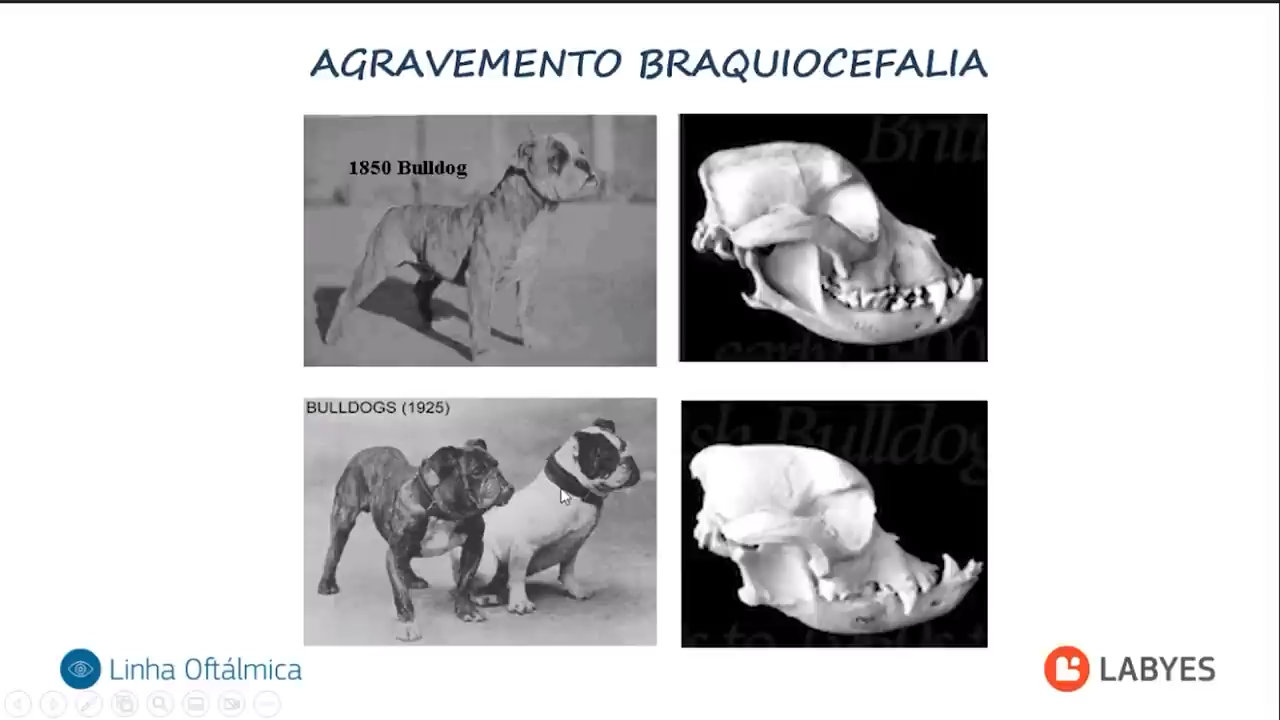 AGRAVEMENTO BRAQUIOCEFALIA
1850 Bulldog
BULLDOGS (1925)
Linha Oftálmica
LABYES